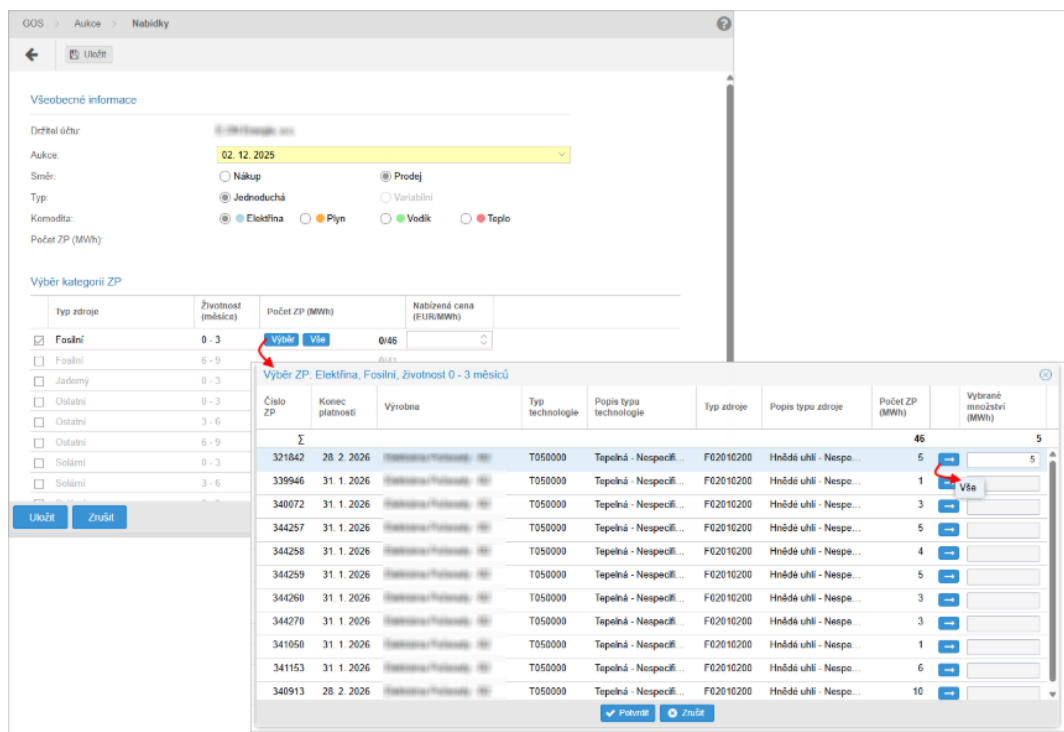 GOS > Aukce > Nabídky
Uložit
Všeobecné informace
Držitel účtu:
Aukce: 02. 12. 2025
Směr: Nákup Prodej
Typ: Jednoduchá Variabilní
Komodita: Elektřina Plyn Vodík Teplo
Počet ZP (MWh):
Výběr kategorií ZP
Typ zdroje Životnost (měsíce) Počet ZP (MWh) Nabízená cena (EUR/MWh)
Fosilní 0 - 3 Výběr Vše 0/46
Fosilní 6 - 9 0/41
Jaderný 0 - 3
Ostatní 0 - 3
Ostatní 3 - 6
Ostatní 6 - 9
Solární 0 - 3
Solární 3 - 6
Uložit Zrušit
Výběr ZP: Elektřina, Fosilní, životnost 0 - 3 měsíců
Číslo ZP Konec platnosti Výrobna Typ technologie Popis typu technologie Typ zdroje Popis typu zdroje Počet ZP (MWh) Vybrané množství (MWh)
Σ 46 5
321842 28. 2. 2026 T050000 Tepelná - Nespecifi... F02010200 Hnědé uhlí - Nespe... 5 5
339946 31. 1. 2026 T050000 Tepelná - Nespecifi... F02010200 Hnědé uhlí - Nespe... 1
Vše
340072 31. 1. 2026 T050000 Tepelná - Nespecifi... F02010200 Hnědé uhlí - Nespe... 3
344257 31. 1. 2026 T050000 Tepelná - Nespecifi... F02010200 Hnědé uhlí - Nespe... 5
344258 31. 1. 2026 T050000 Tepelná - Nespecifi... F02010200 Hnědé uhlí - Nespe... 4
344259 31. 1. 2026 T050000 Tepelná - Nespecifi... F02010200 Hnědé uhlí - Nespe... 5
344260 31. 1. 2026 T050000 Tepelná - Nespecifi... F02010200 Hnědé uhlí - Nespe... 3
344270 31. 1. 2026 T050000 Tepelná - Nespecifi... F02010200 Hnědé uhlí - Nespe... 3
341050 31. 1. 2026 T050000 Tepelná - Nespecifi... F02010200 Hnědé uhlí - Nespe... 1
341153 31. 1. 2026 T050000 Tepelná - Nespecifi... F02010200 Hnědé uhlí - Nespe... 6
340913 28. 2. 2026 T050000 Tepelná - Nespecifi... F02010200 Hnědé uhlí - Nespe... 10
Potvrdit Zrušit